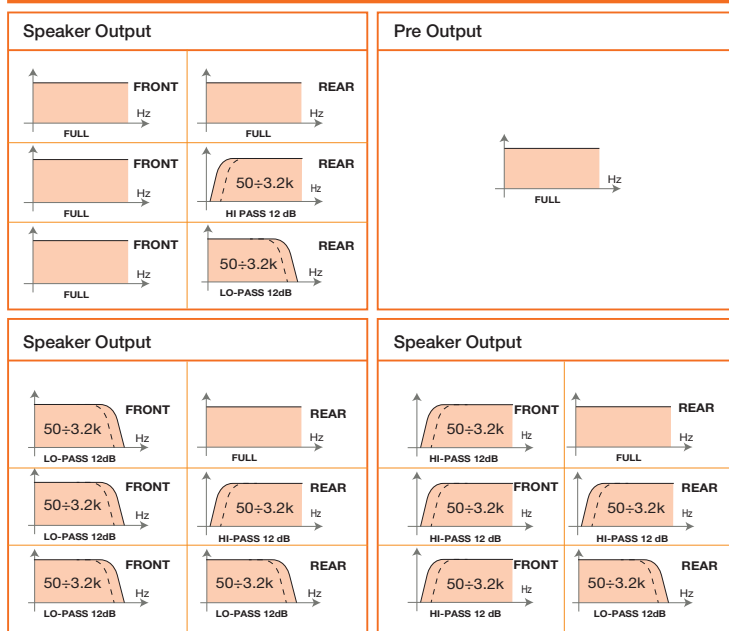 Speaker Output
FRONT
Hz
FULL
REAR
Hz
FULL
FRONT
Hz
FULL
REAR
50÷3.2k
Hz
HI PASS 12 dB
FRONT
Hz
FULL
REAR
50÷3.2k
Hz
LO-PASS 12dB
Pre Output
Hz
FULL
Speaker Output
FRONT
50÷3.2k
Hz
LO-PASS 12dB
REAR
Hz
FULL
FRONT
50÷3.2k
Hz
LO-PASS 12dB
REAR
50÷3.2k
Hz
HI-PASS 12 dB
FRONT
50÷3.2k
Hz
LO-PASS 12dB
REAR
50÷3.2k
Hz
LO-PASS 12dB
Speaker Output
FRONT
50÷3.2k
Hz
HI-PASS 12dB
REAR
Hz
FULL
FRONT
50÷3.2k
Hz
HI-PASS 12 dB
REAR
50÷3.2k
Hz
HI-PASS 12 dB
FRONT
50÷3.2k
Hz
HI-PASS 12 dB
REAR
50÷3.2k
Hz
LO-PASS 12dB